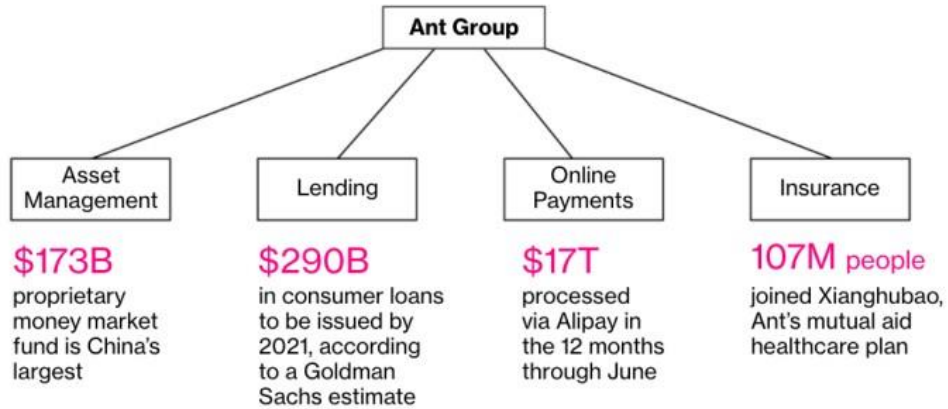 Ant Group
Asset
Management
$173B
proprietary
money market
fund is China's
largest
Lending
$290B
in consumer loans
to be issued by
2021, according
to a Goldman
Sachs estimate
Online
Payments
$17T
processed
via Alipay in
the 12 months
through June
Insurance
107M people
joined Xianghubao,
Ant's mutual aid
healthcare plan